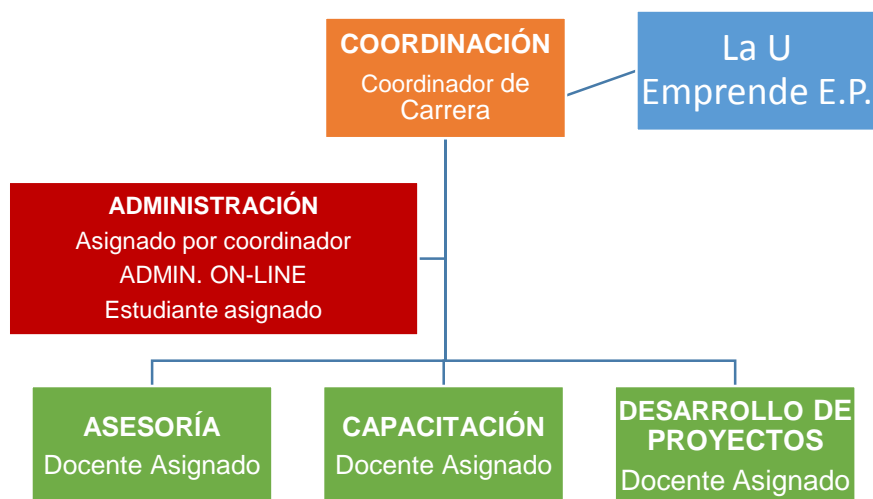 COORDINACIÓN
Coordinador de
Carrera
La U
Emprende E.P.
ADMINISTRACIÓN
Asignado por coordinador
ADMIN. ON-LINE
Estudiante asignado
ASESORÍA
Docente Asignado
CAPACITACIÓN
Docente Asignado
DESARROLLO DE
PROYECTOS
Docente Asignado